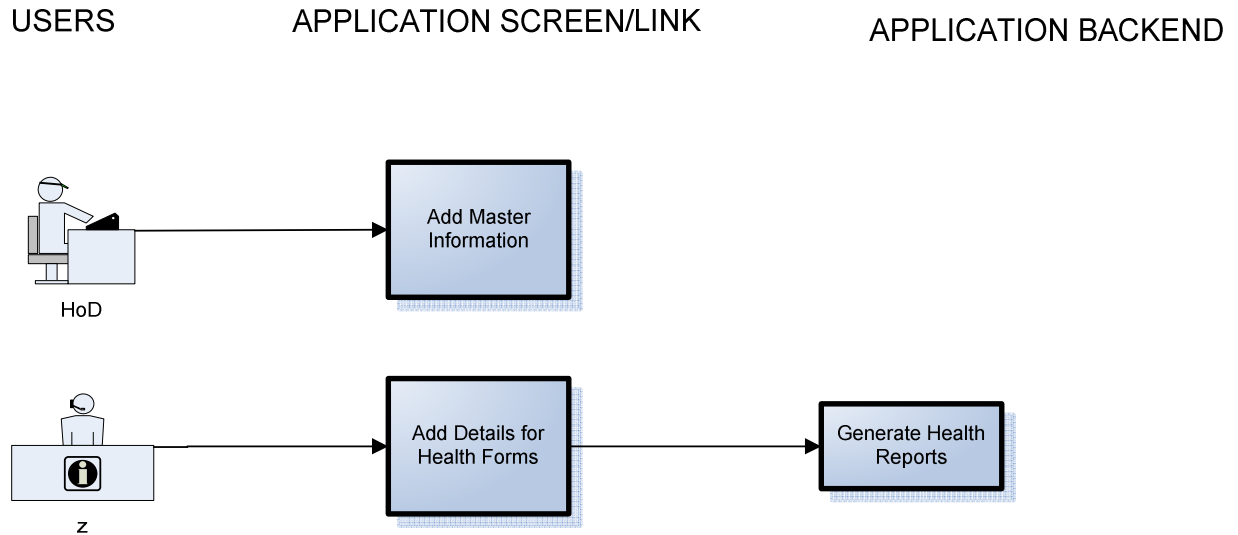 USERS
APPLICATION SCREEN/LINK
APPLICATION BACKEND
Add Master
Information
HoD
Add Details for
Health Forms
Generate Health
Reports
z